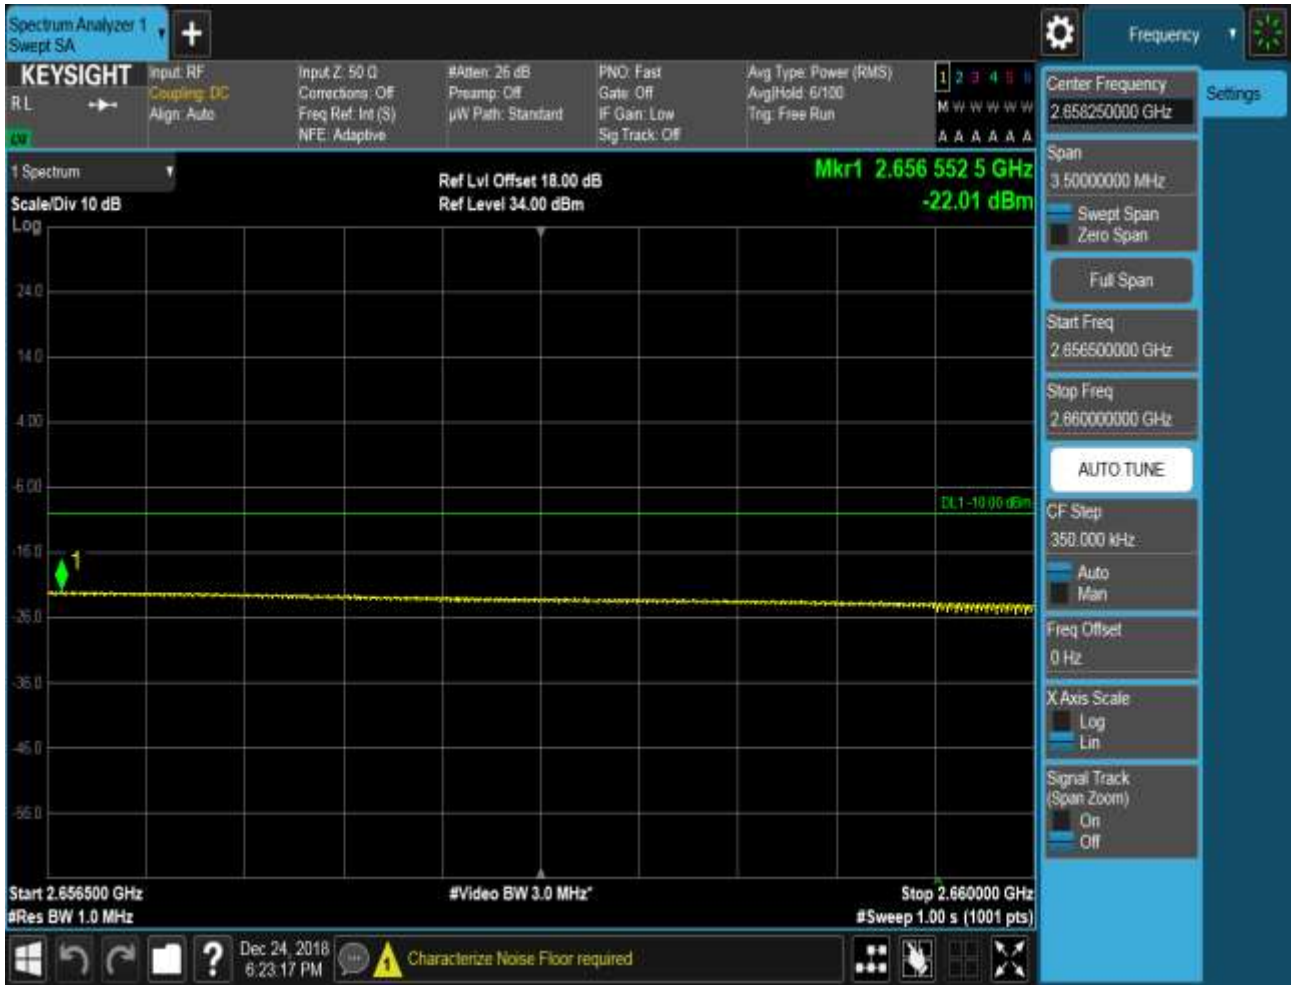 Spectrum Analyzer 1
Swept SA
+
Frequency
KEYSIGHT
RL
Input: RF
Coupling: DC
Align: Auto
Input Z: 50 Ω
Corrections: Off
Freq Ref: Int (S)
NFE: Adaptive
#Atten: 26 dB
Preamp: Off
µW Path: Standard
PNO: Fast
Gate: Off
IF Gain: Low
Sig Track: Off
Avg Type: Power (RMS)
Avg|Hold: 6/100
Trig: Free Run
1 2 3 4 5 6
M W W W W W
A A A A A A
Center Frequency
2.658250000 GHz
Settings
Span
3.50000000 MHz
Swept Span
Zero Span
Full Span
Start Freq
2.656500000 GHz
Stop Freq
2.660000000 GHz
AUTO TUNE
CF Step
350.000 kHz
Auto
Man
Freq Offset
0 Hz
X Axis Scale
Log
Lin
Signal Track
(Span Zoom)
On
Off
1 Spectrum
Scale/Div 10 dB
Log
Ref Lvl Offset 18.00 dB
Ref Level 34.00 dBm
Mkr1 2.656 552 5 GHz
-22.01 dBm
24.0
14.0
4.00
-6.00
-16.0
-26.0
-36.0
-46.0
-56.0
DL1 -10.00 dBm
1
Start 2.656500 GHz
#Res BW 1.0 MHz
#Video BW 3.0 MHz*
Stop 2.660000 GHz
#Sweep 1.00 s (1001 pts)
?
Dec 24, 2018
6:23:17 PM
1
Characterize Noise Floor required